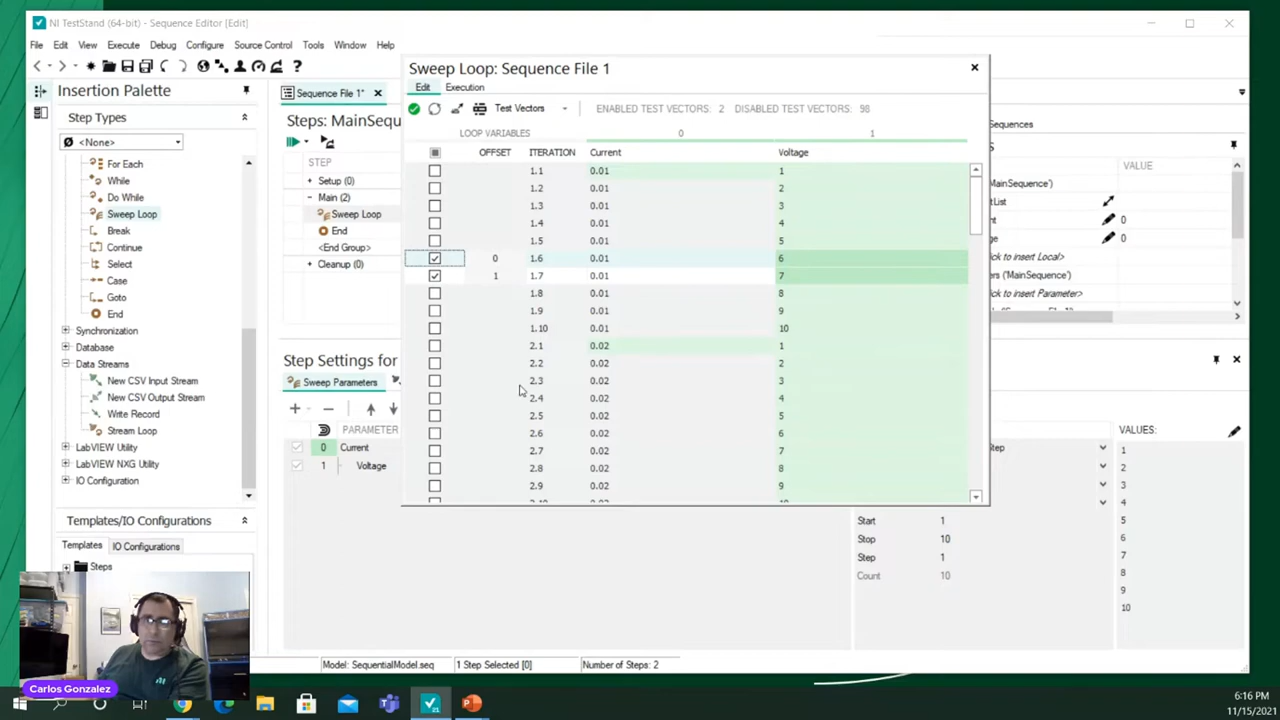 NI TestStand (64-bit) - Sequence Editor [Edit]
File Edit View Execute Debug Configure Source Control Tools Window Help
Insertion Palette
Step Types
<None>
For Each
While
Do While
Sweep Loop
Break
Continue
Select
Case
Goto
End
Synchronization
Database
Data Streams
New CSV Input Stream
New CSV Output Stream
Write Record
Stream Loop
LabVIEW Utility
LabVIEW NXG Utility
IO Configuration
Templates/IO Configurations
Templates IO Configurations
Steps
Sequence File 1*
Steps: MainSequ
STEP
Setup (0)
Main (2)
Sweep Loop
End
<End Group>
Cleanup (0)
Step Settings for
Sweep Parameters
PARAMETER
0 Current
1 Voltage
Sweep Loop: Sequence File 1
Edit Execution
Test Vectors ENABLED TEST VECTORS: 2 DISABLED TEST VECTORS: 98
LOOP VARIABLES 0 1
OFFSET ITERATION Current Voltage
1.1 0.01 1
1.2 0.01 2
1.3 0.01 3
1.4 0.01 4
1.5 0.01 5
0 1.6 0.01 6
1 1.7 0.01 7
1.8 0.01 8
1.9 0.01 9
1.10 0.01 10
2.1 0.02 1
2.2 0.02 2
2.3 0.02 3
2.4 0.02 4
2.5 0.02 5
2.6 0.02 6
2.7 0.02 7
2.8 0.02 8
2.9 0.02 9
Sequences
VALUE
MainSequence')
tList
nt 0
ge 0
ck to insert Local>
ers ('MainSequence')
ick to insert Parameter>
tep
Start 1
Stop 10
Step 1
Count 10
VALUES:
1
2
3
4
5
6
7
8
9
10
Model: SequentialModel.seq 1 Step Selected [0] Number of Steps: 2
Carlos Gonzalez
6:16 PM
11/15/2021